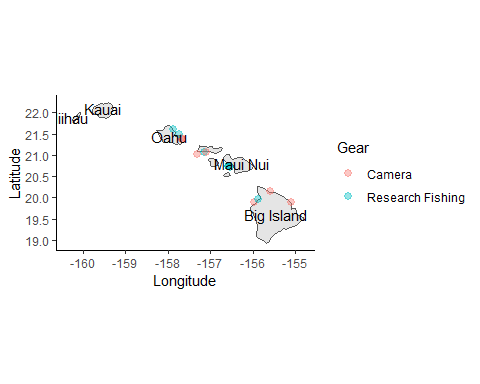 22.0
21.5
21.0
20.5
20.0
19.5
19.0
Latitude
Kauai
iihau
Oahu
Maui Nui
Big Island
-160 -159 -158 -157 -156 -155
Longitude
Gear
Camera
Research Fishing